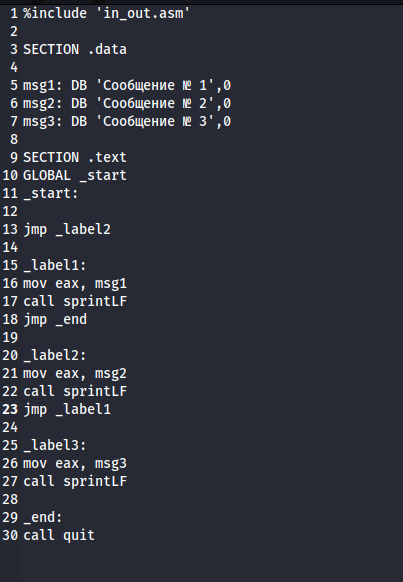 1 %include 'in_out.asm'
2
3 SECTION .data
4
5 msg1: DB 'Сообщение № 1',0
6 msg2: DB 'Сообщение № 2',0
7 msg3: DB 'Сообщение № 3',0
8
9 SECTION .text
10 GLOBAL _start
11 _start:
12
13 jmp _label2
14
15 _label1:
16 mov eax, msg1
17 call sprintLF
18 jmp _end
19
20 _label2:
21 mov eax, msg2
22 call sprintLF
23 jmp _label1
24
25 _label3:
26 mov eax, msg3
27 call sprintLF
28
29 _end:
30 call quit